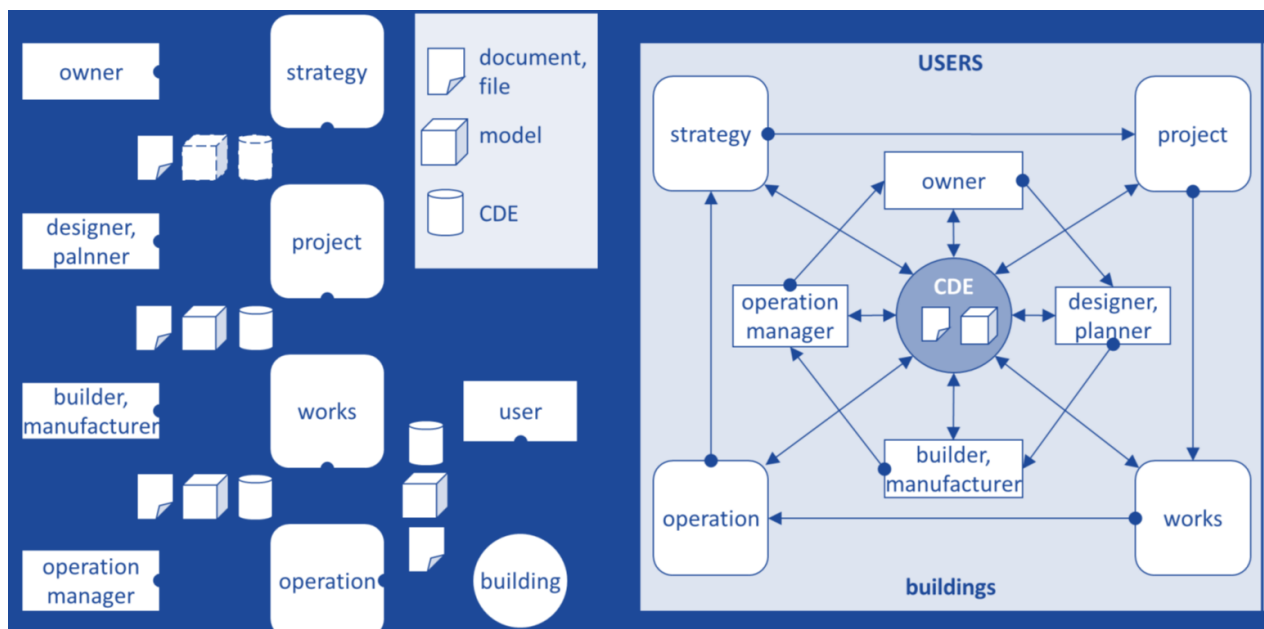 owner
strategy
document,
file
model
CDE
designer,
palnner
project
builder,
manufacturer
works
user
operation
manager
operation
building
USERS
strategy
project
owner
CDE
operation
manager
designer,
planner
builder,
manufacturer
operation
works
buildings